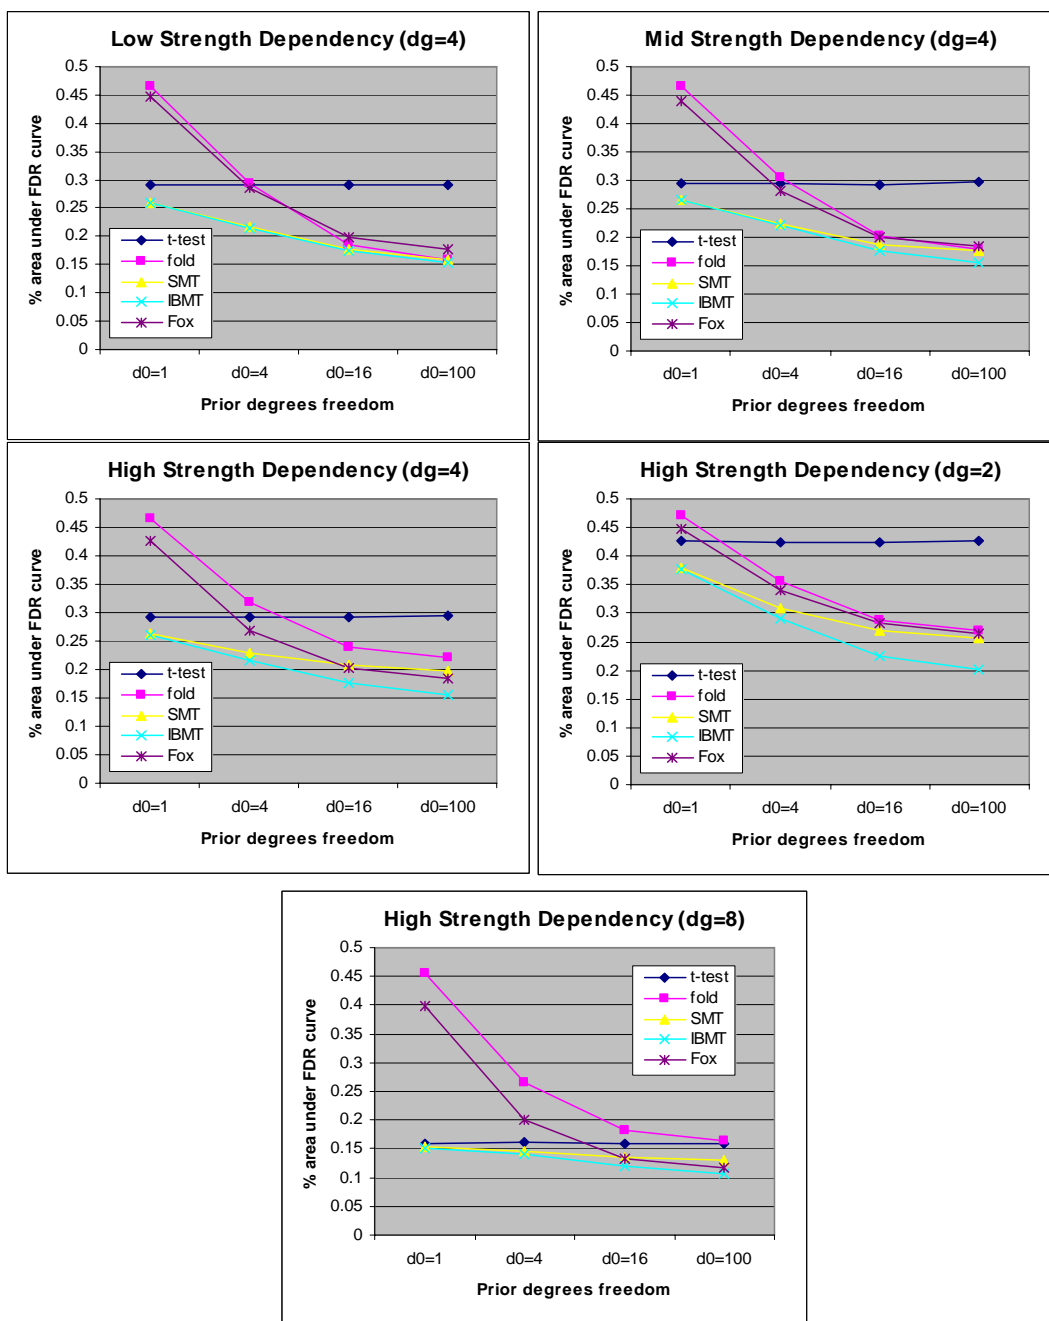 Low Strength Dependency (dg=4)
% area under FDR curve
0.5
0.45
0.4
0.35
0.3
0.25
0.2
0.15
0.1
0.05
0
t-test
fold
SMT
IBMT
Fox
d0=1 d0=4 d0=16 d0=100
Prior degrees freedom
Mid Strength Dependency (dg=4)
% area under FDR curve
0.5
0.45
0.4
0.35
0.3
0.25
0.2
0.15
0.1
0.05
0
t-test
fold
SMT
IBMT
Fox
d0=1 d0=4 d0=16 d0=100
Prior degrees freedom
High Strength Dependency (dg=4)
% area under FDR curve
0.5
0.45
0.4
0.35
0.3
0.25
0.2
0.15
0.1
0.05
0
t-test
fold
SMT
IBMT
Fox
d0=1 d0=4 d0=16 d0=100
Prior degrees freedom
High Strength Dependency (dg=2)
% area under FDR curve
0.5
0.45
0.4
0.35
0.3
0.25
0.2
0.15
0.1
0.05
0
t-test
fold
SMT
IBMT
Fox
d0=1 d0=4 d0=16 d0=100
Prior degrees freedom
High Strength Dependency (dg=8)
% area under FDR curve
0.5
0.45
0.4
0.35
0.3
0.25
0.2
0.15
0.1
0.05
0
t-test
fold
SMT
IBMT
Fox
d0=1 d0=4 d0=16 d0=100
Prior degrees freedom